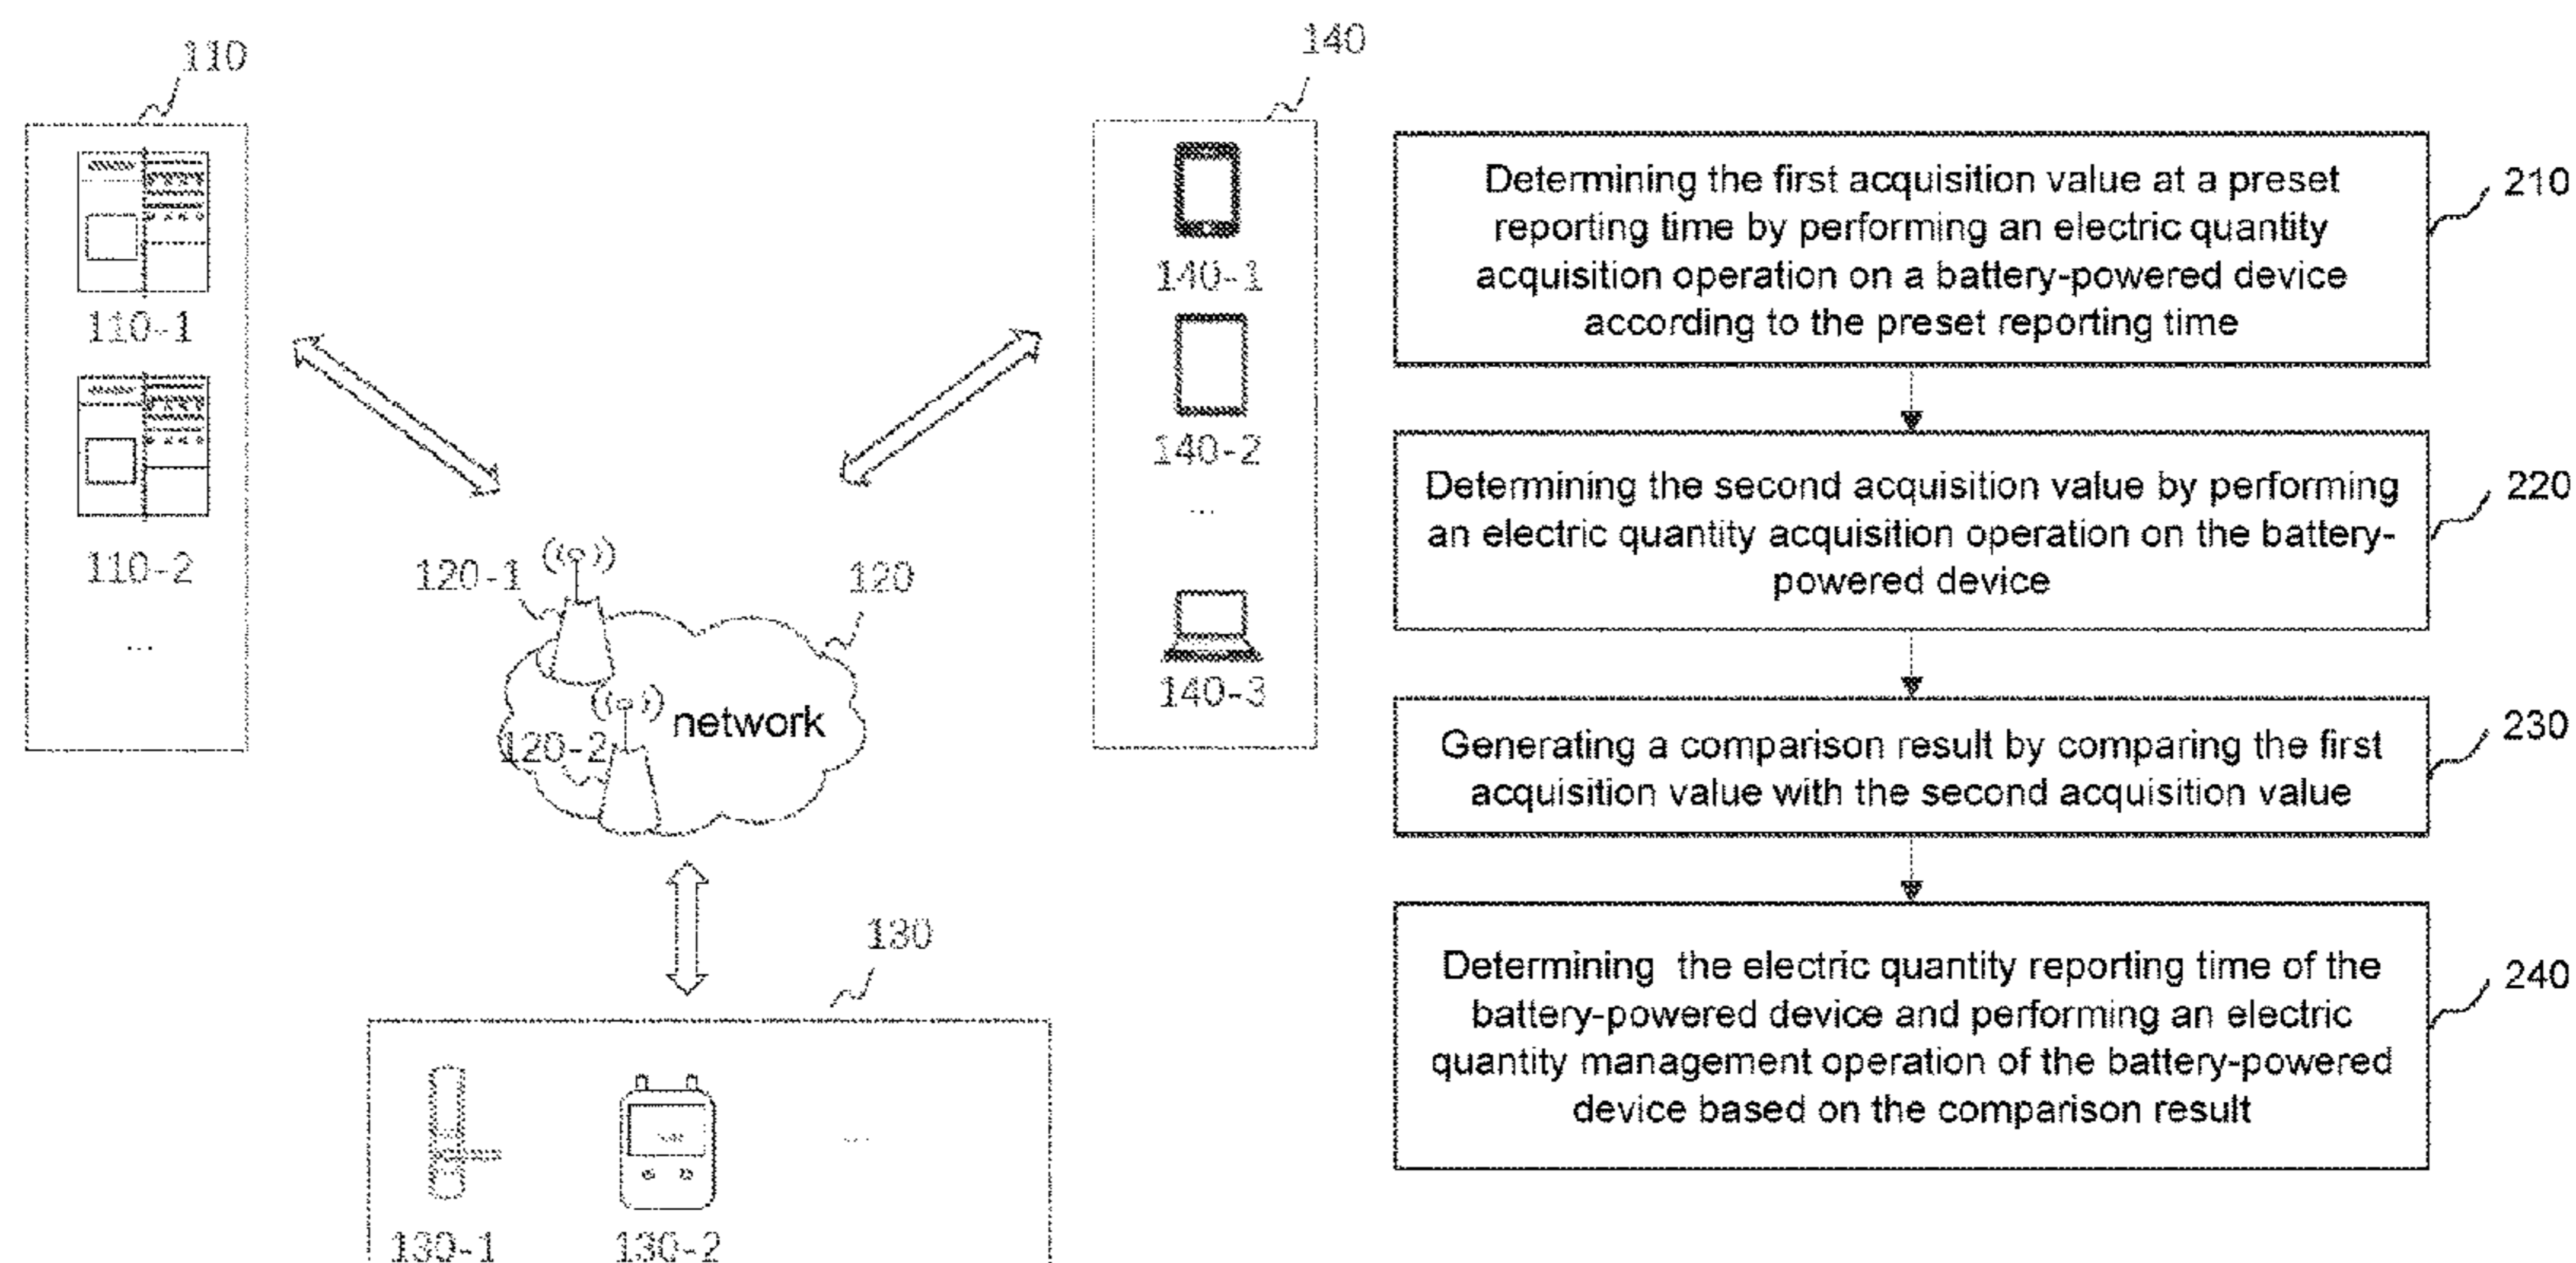 110
110-1
110-2
...
120-1
120
network
120-2
130
130-1
130-2
...
140
140-1
140-2
...
140-3
Determining the first acquisition value at a preset
reporting time by performing an electric quantity
acquisition operation on a battery-powered device
according to the preset reporting time
210
Determining the second acquisition value by performing
an electric quantity acquisition operation on the battery-
powered device
220
Generating a comparison result by comparing the first
acquisition value with the second acquisition value
230
Determining the electric quantity reporting time of the
battery-powered device and performing an electric
quantity management operation of the battery-powered
device based on the comparison result
240